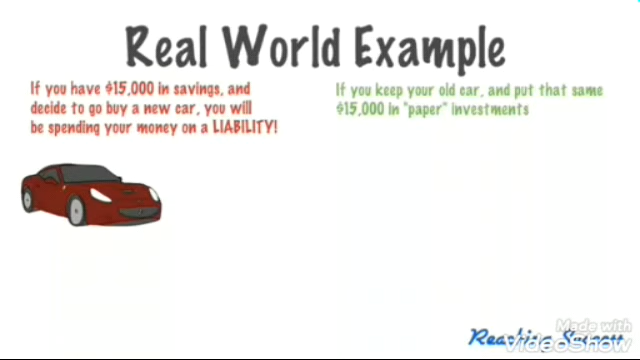 Real World Example
If you have $15,000 in savings, and
decide to go buy a new car, you will
be spending your money on a LIABILITY!
If you keep your old car, and put that same
$15,000 in "paper" investments
Made with
Reaching Success
VideoShow